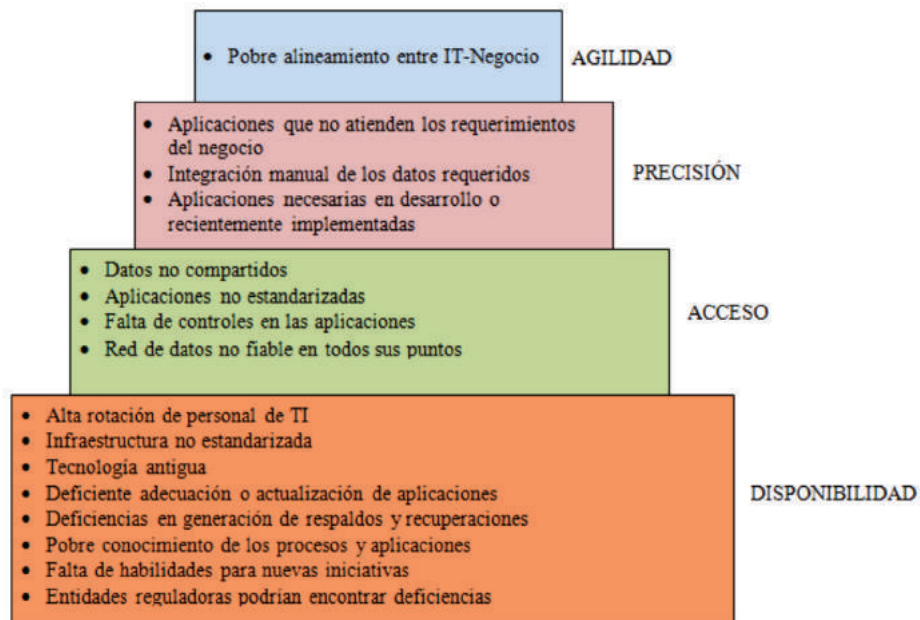 • Pobre alineamiento entre IT-Negocio
AGILIDAD
• Aplicaciones que no atienden los requerimientos
del negocio
• Integración manual de los datos requeridos
• Aplicaciones necesarias en desarrollo o
recientemente implementadas
PRECISIÓN
• Datos no compartidos
• Aplicaciones no estandarizadas
• Falta de controles en las aplicaciones
• Red de datos no fiable en todos sus puntos
ACCESO
• Alta rotación de personal de TI
• Infraestructura no estandarizada
• Tecnología antigua
• Deficiente adecuación o actualización de aplicaciones
• Deficiencias en generación de respaldos y recuperaciones
• Pobre conocimiento de los procesos y aplicaciones
• Falta de habilidades para nuevas iniciativas
• Entidades reguladoras podrian encontrar deficiencias
DISPONIBILIDAD